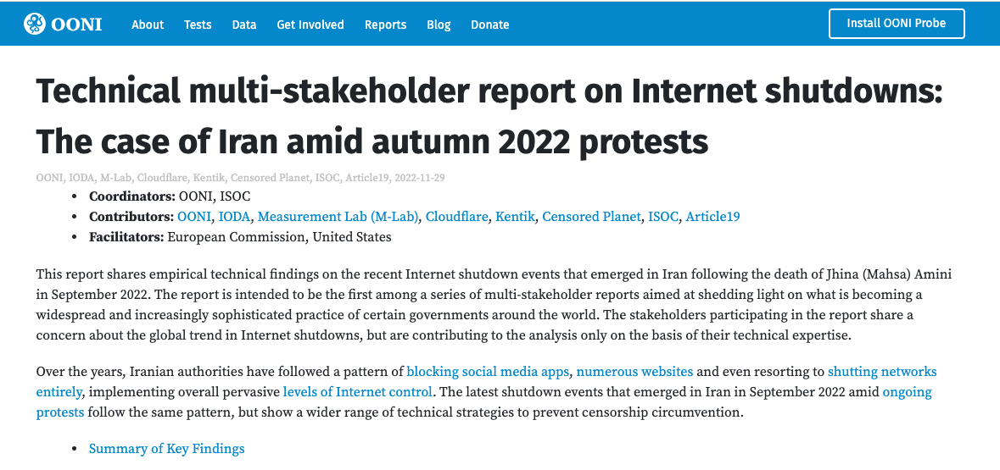 OONI About Tests Data Get Involved Reports Blog Donate Install OONI Probe
Technical multi-stakeholder report on Internet shutdowns:
The case of Iran amid autumn 2022 protests
OONI, IODA, M-Lab, Cloudflare, Kentik, Censored Planet, ISOC, Article19, 2022-11-29
• Coordinators: OONI, ISOC
• Contributors: OONI, IODA, Measurement Lab (M-Lab), Cloudflare, Kentik, Censored Planet, ISOC, Article19
• Facilitators: European Commission, United States
This report shares empirical technical findings on the recent Internet shutdown events that emerged in Iran following the death of Jhina (Mahsa) Amini
in September 2022. The report is intended to be the first among a series of multi-stakeholder reports aimed at shedding light on what is becoming a
widespread and increasingly sophisticated practice of certain governments around the world. The stakeholders participating in the report share a
concern about the global trend in Internet shutdowns, but are contributing to the analysis only on the basis of their technical expertise.
Over the years, Iranian authorities have followed a pattern of blocking social media apps, numerous websites and even resorting to shutting networks
entirely, implementing overall pervasive levels of Internet control. The latest shutdown events that emerged in Iran in September 2022 amid ongoing
protests follow the same pattern, but show a wider range of technical strategies to prevent censorship circumvention.
• Summary of Key Findings